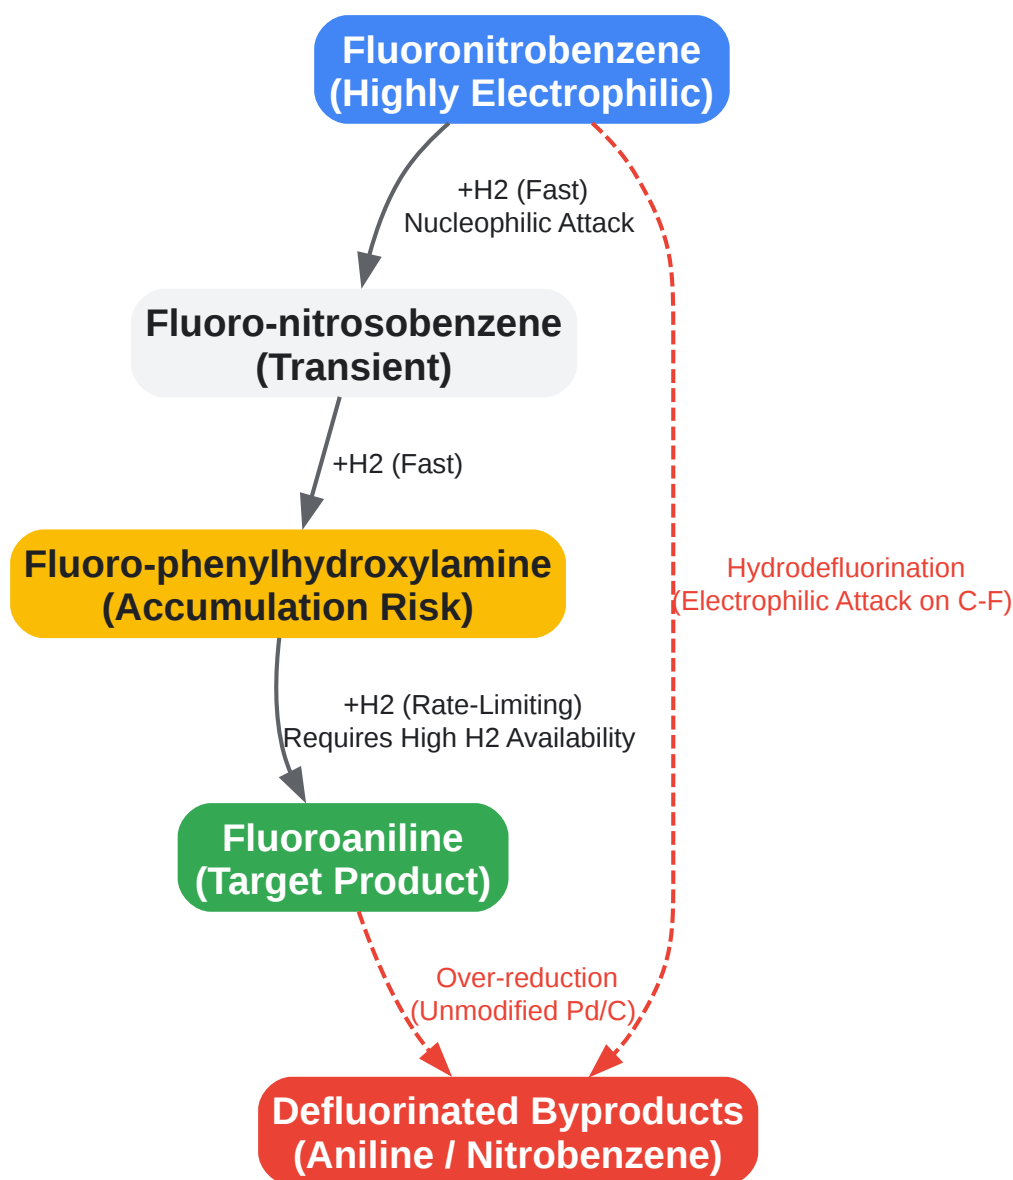 Fluoronitrobenzene
(Highly Electrophilic)
+H2 (Fast)
Nucleophilic Attack
Fluoro-nitrosobenzene
(Transient)
+H2 (Fast)
Fluoro-phenylhydroxylamine
(Accumulation Risk)
Hydrodefluorination
(Electrophilic Attack on C-F)
+H2 (Rate-Limiting)
Requires High H2 Availability
Fluoroaniline
(Target Product)
Over-reduction
(Unmodified Pd/C)
Defluorinated Byproducts
(Aniline / Nitrobenzene)